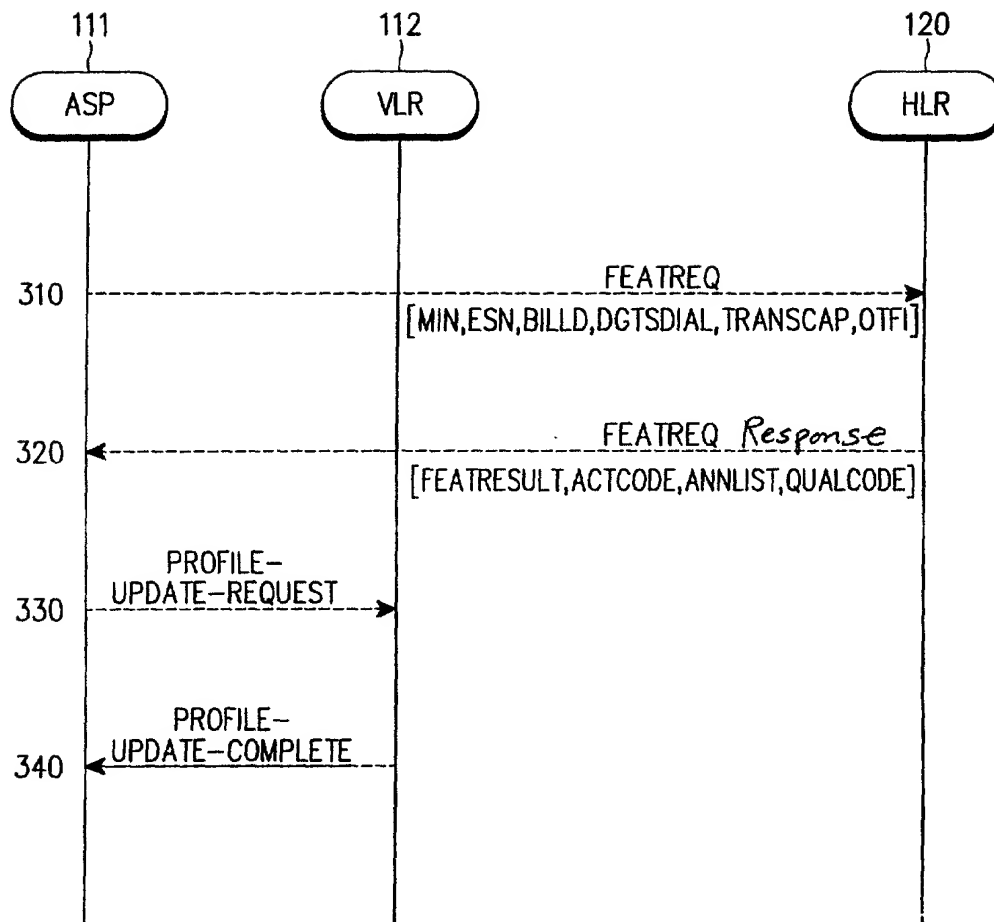 111 112 120
ASP VLR HLR
310 FEATREQ
[MIN,ESN,BILLD,DGTSDIAL,TRANSCAP,OTFI]
320 FEATREQ Response
[FEATRESULT,ACTCODE,ANNLIST,QUALCODE]
PROFILE-
330 UPDATE-REQUEST
PROFILE-
340 UPDATE-COMPLETE